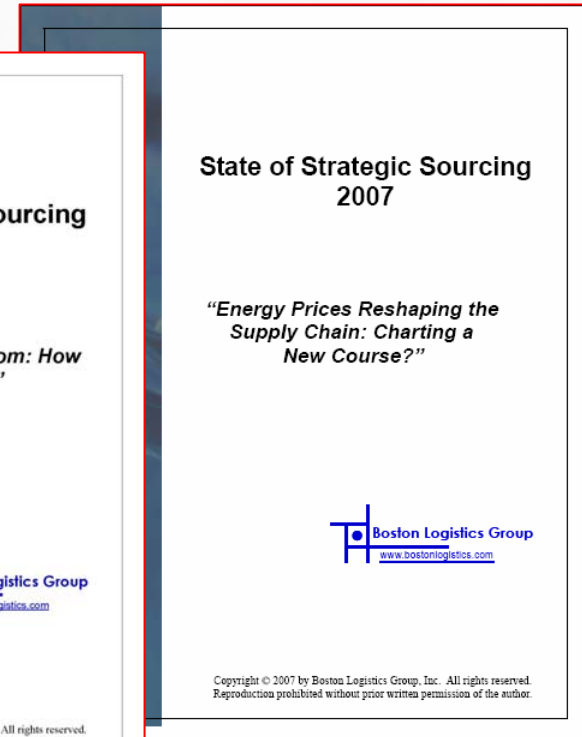 State of Strategic Sourcing
2007
“Energy Prices Reshaping the
Supply Chain: Charting a
New Course?”
Boston Logistics Group
www.bostonlogistics.com
Copyright © 2007 by Boston Logistics Group, Inc. All rights reserved.
Reproduction prohibited without prior written permission of the author.
ourcing
om: How
”
gistics Group
gistics.com
All rights reserved.